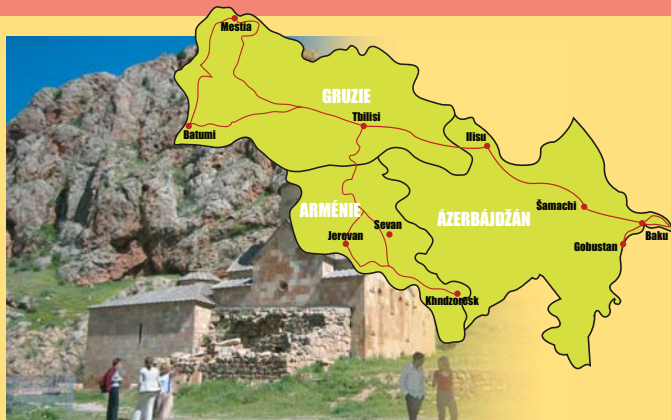 Mestia
GRUZIE
Tbilisi
Batumi
Ilisu
ARMÉNIE
Šamachi
Sevan
ÁZERBÁJDŽÁN
Jerevan
Baku
Gobustan
Khndzoresk